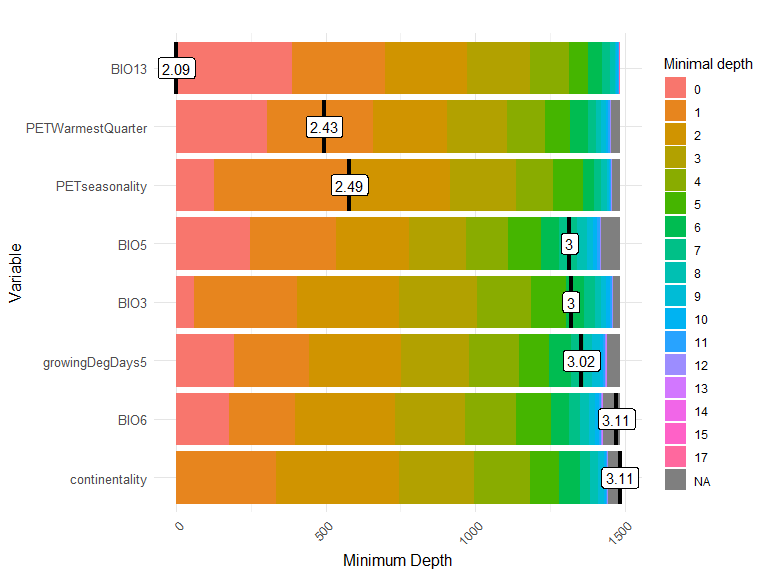 Minimal depth
0
1
2
3
4
5
6
7
8
9
10
11
12
13
14
15
17
NA
Variable
BIO13
PETWarmestQuarter
PETseasonality
BIO5
BIO3
growingDegDays5
BIO6
continentality
2.09
2.43
2.49
3
3
3.02
3.11
3.11
0
500
1000
1500
Minimum Depth